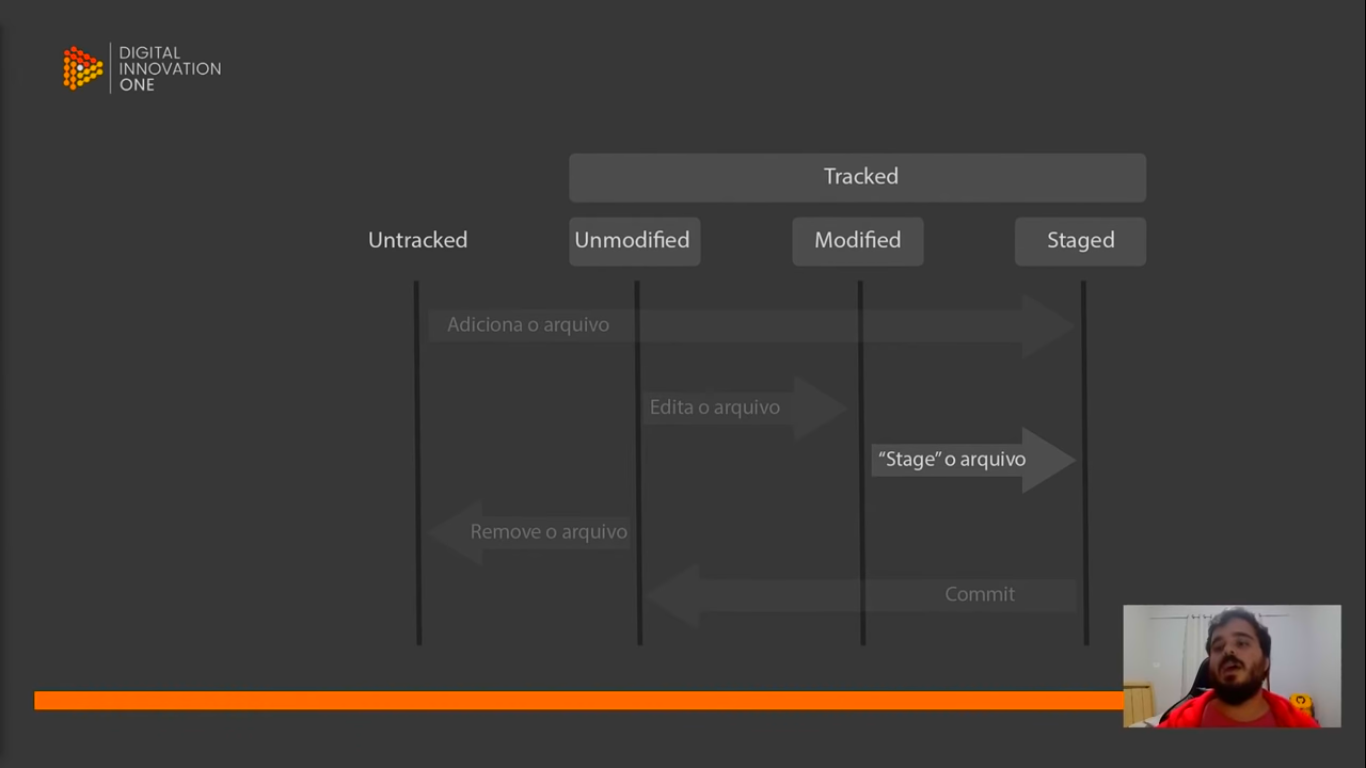 DIGITAL
INNOVATION
ONE
Tracked
Untracked
Unmodified
Modified
Staged
Adiciona o arquivo
Edita o arquivo
“Stage” o arquivo
Remove o arquivo
Commit